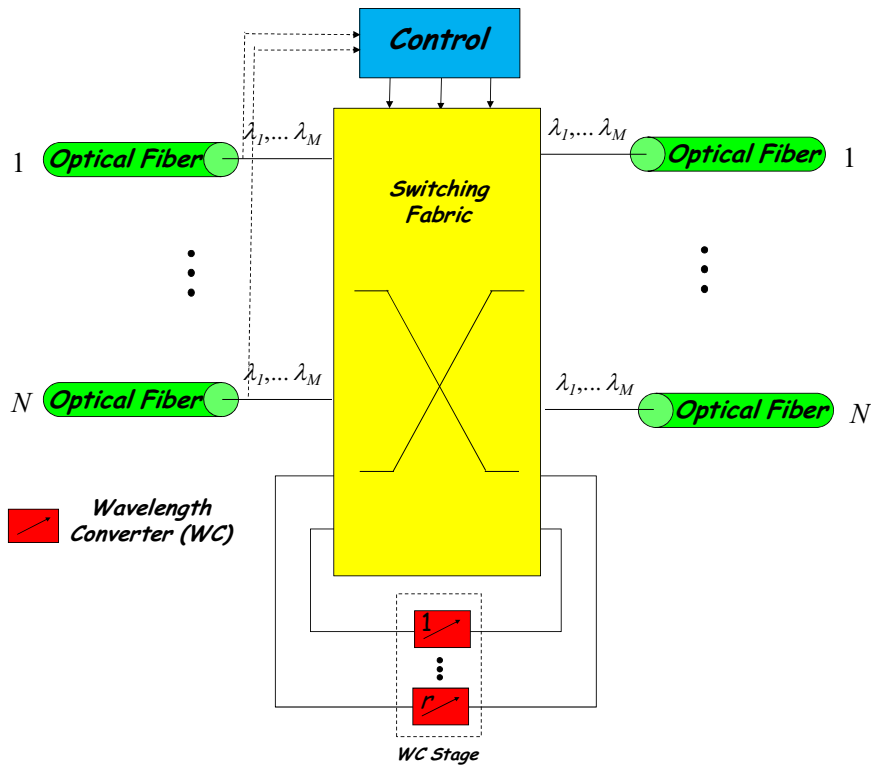 Control
λ1,... λM
λ1,... λM
1
Optical Fiber
Optical Fiber
1
Switching
Fabric
λ1,... λM
λ1,... λM
N
Optical Fiber
Optical Fiber
N
Wavelength
Converter (WC)
1
r
WC Stage